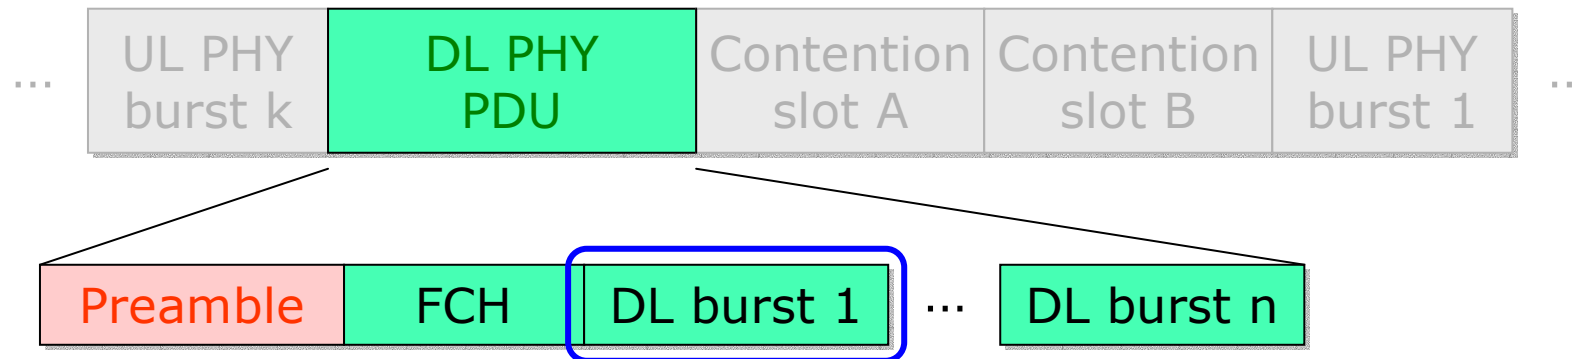 ... UL PHY burst k DL PHY PDU Contention slot A Contention slot B UL PHY burst 1 ..
Preamble FCH DL burst 1 ... DL burst n